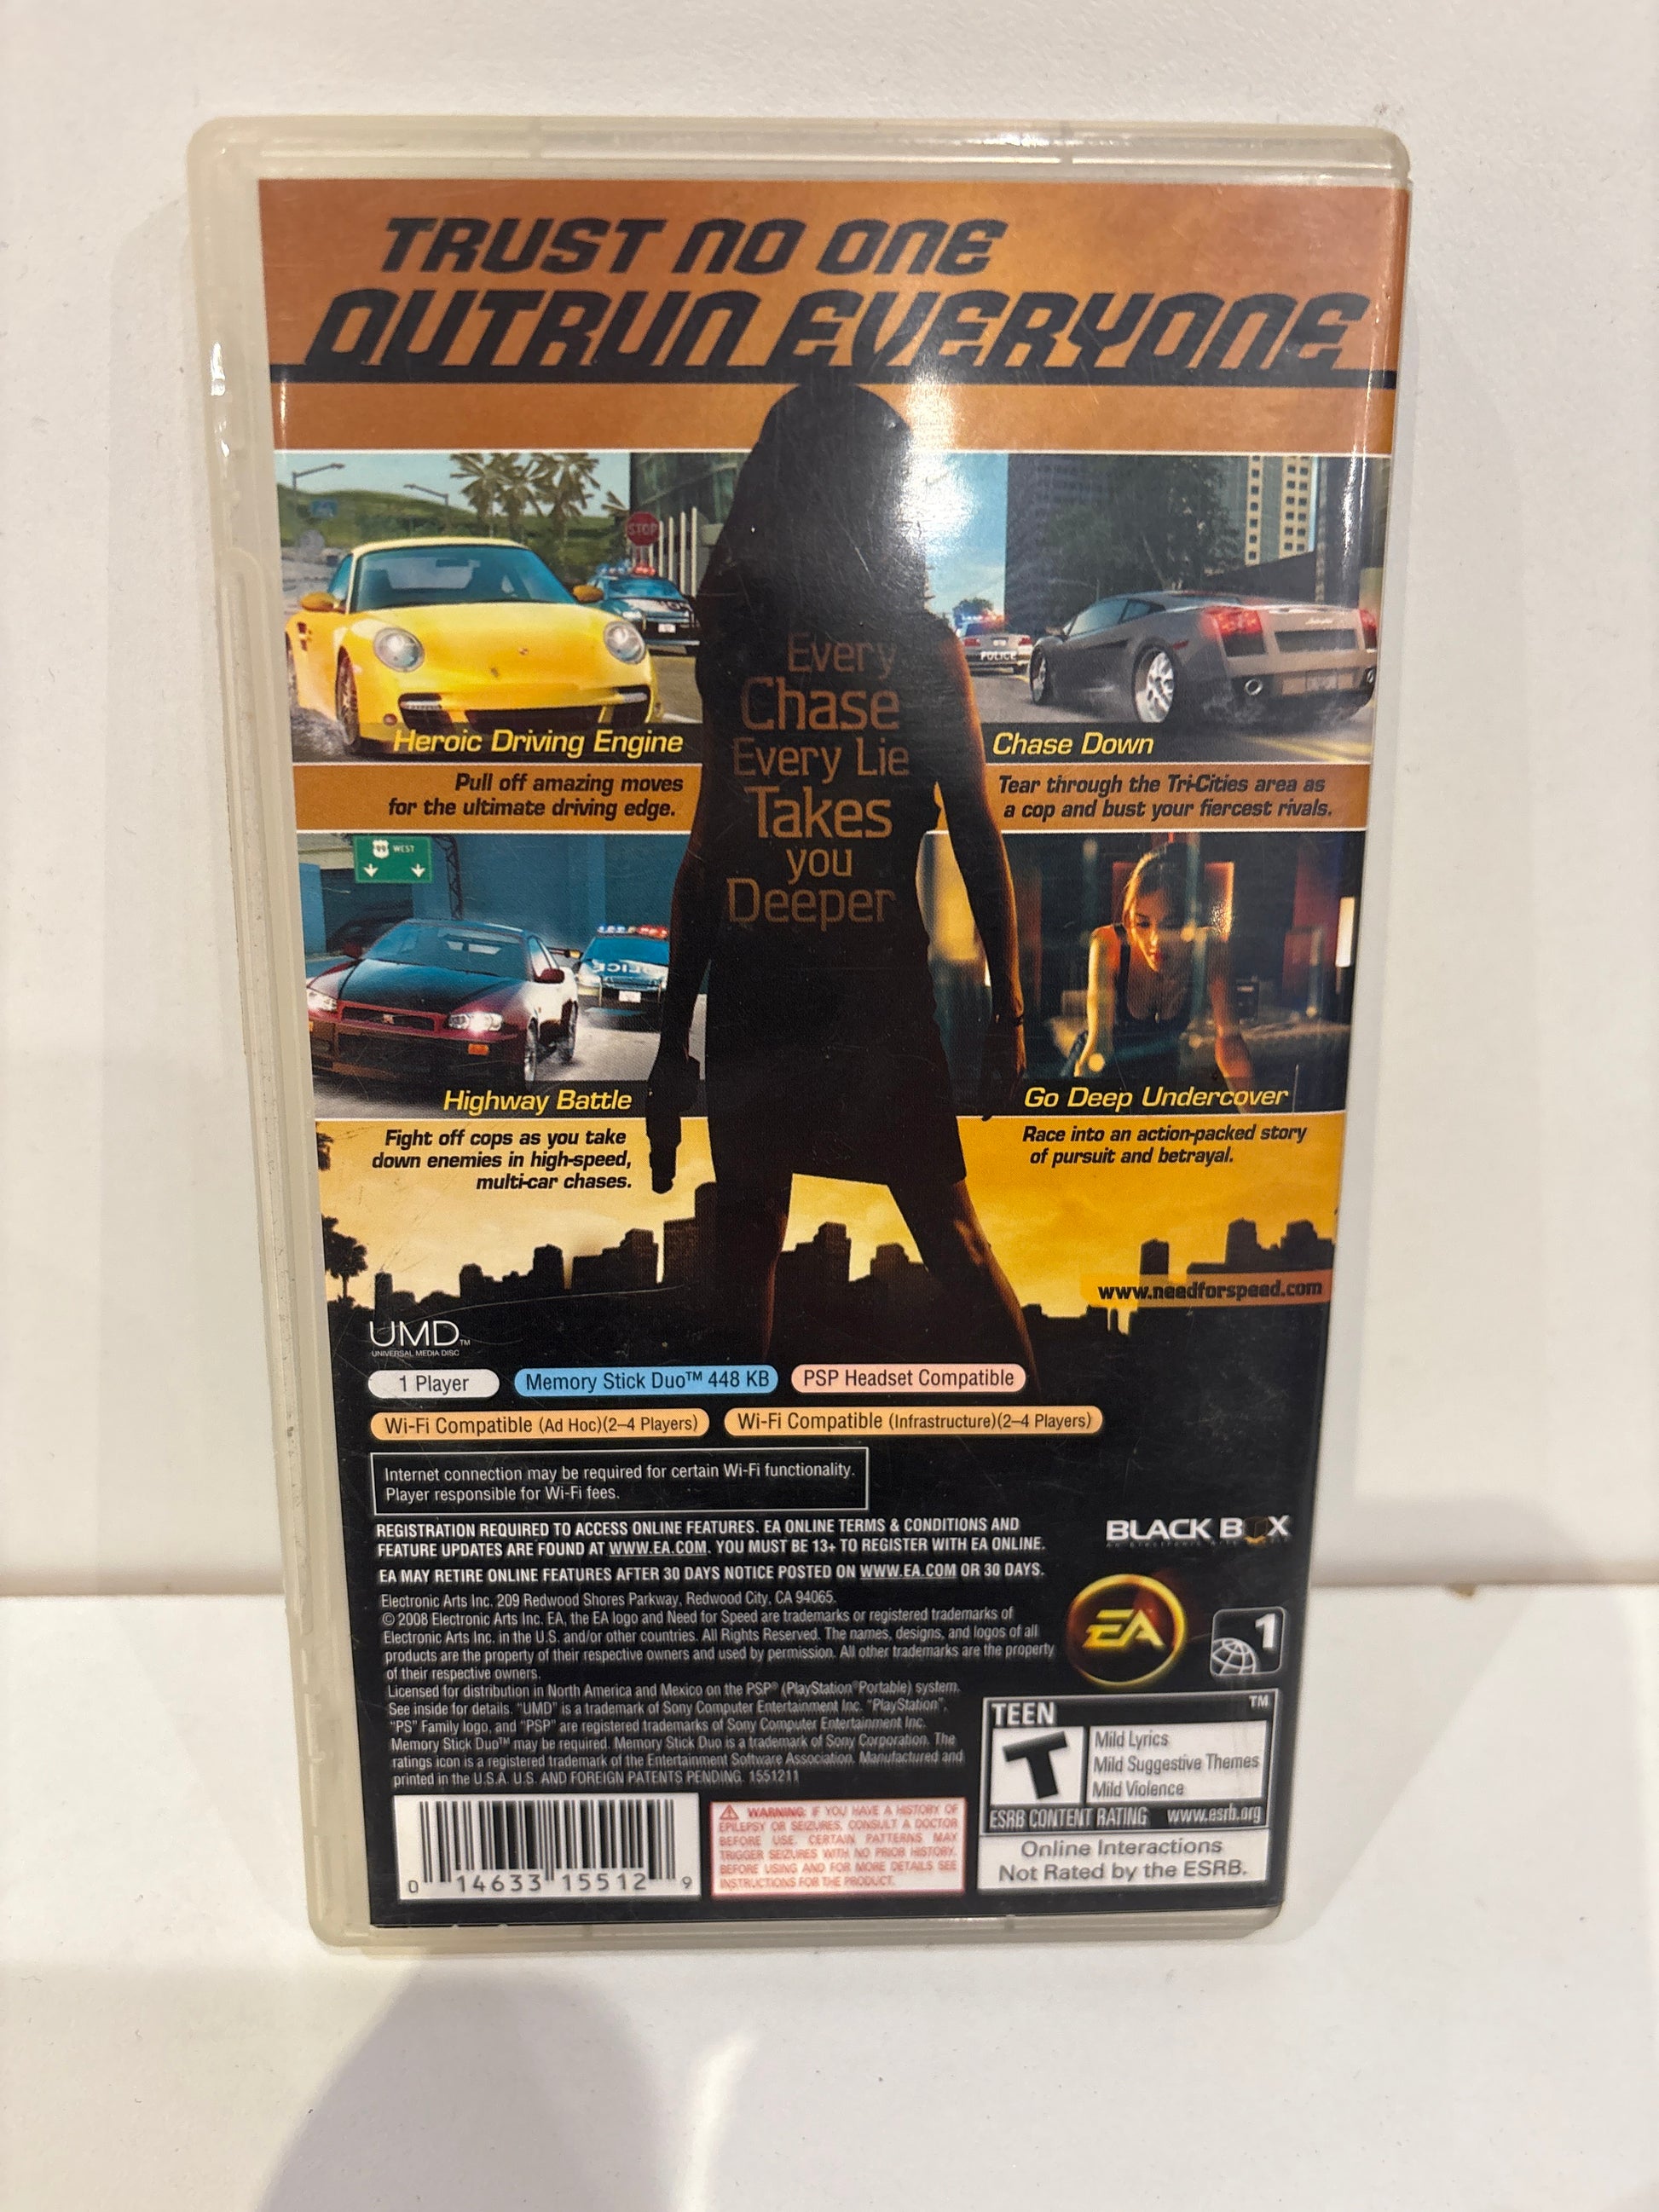 TRUST NO ONE
OUTRUN EVERYONE
STOP
POLICE
Every
Chase
Every Lie
Takes
you
Deeper
Heroic Driving Engine
Pull off amazing moves
for the ultimate driving edge.
Chase Down
Tear through the Tri-Cities area as
a cop and bust your fiercest rivals.
WEST
POLICE
Highway Battle
Fight off cops as you take
down enemies in high-speed,
multi-car chases.
Go Deep Undercover
Race into an action-packed story
of pursuit and betrayal.
www.needforspeed.com
UMD™
UNIVERSAL MEDIA DISC
1 Player
Memory Stick Duo™ 448 KB
PSP Headset Compatible
Wi-Fi Compatible (Ad Hoc)(2–4 Players)
Wi-Fi Compatible (Infrastructure)(2–4 Players)
Internet connection may be required for certain Wi-Fi functionality.
Player responsible for Wi-Fi fees.
REGISTRATION REQUIRED TO ACCESS ONLINE FEATURES. EA ONLINE TERMS & CONDITIONS AND
FEATURE UPDATES ARE FOUND AT WWW.EA.COM. YOU MUST BE 13+ TO REGISTER WITH EA ONLINE.
EA MAY RETIRE ONLINE FEATURES AFTER 30 DAYS NOTICE POSTED ON WWW.EA.COM OR 30 DAYS.
BLACK BOX
Electronic Arts Inc. 209 Redwood Shores Parkway, Redwood City, CA 94065.
© 2008 Electronic Arts Inc. EA, the EA logo and Need for Speed are trademarks or registered trademarks of
Electronic Arts Inc. in the U.S. and/or other countries. All Rights Reserved. The names, designs, and logos of all
products are the property of their respective owners and used by permission. All other trademarks are the property
of their respective owners.
Licensed for distribution in North America and Mexico on the PSP® (PlayStation®Portable) system.
See inside for details. "UMD" is a trademark of Sony Computer Entertainment Inc. "PlayStation",
"PS" Family logo, and "PSP" are registered trademarks of Sony Computer Entertainment Inc.
Memory Stick Duo™ may be required. Memory Stick Duo is a trademark of Sony Corporation. The
ratings icon is a registered trademark of the Entertainment Software Association. Manufactured and
printed in the U.S.A. U.S. AND FOREIGN PATENTS PENDING. 1551211
EA
1
TEEN
TM
T
Mild Lyrics
Mild Suggestive Themes
Mild Violence
ESRB CONTENT RATING www.esrb.org
Online Interactions
Not Rated by the ESRB.
0 14633 15512 9
WARNING: IF YOU HAVE A HISTORY OF
EPILEPSY OR SEIZURES, CONSULT A DOCTOR
BEFORE USE. CERTAIN PATTERNS MAY
TRIGGER SEIZURES WITH NO PRIOR HISTORY.
BEFORE USING AND FOR MORE DETAILS SEE
INSTRUCTIONS FOR THE PRODUCT.